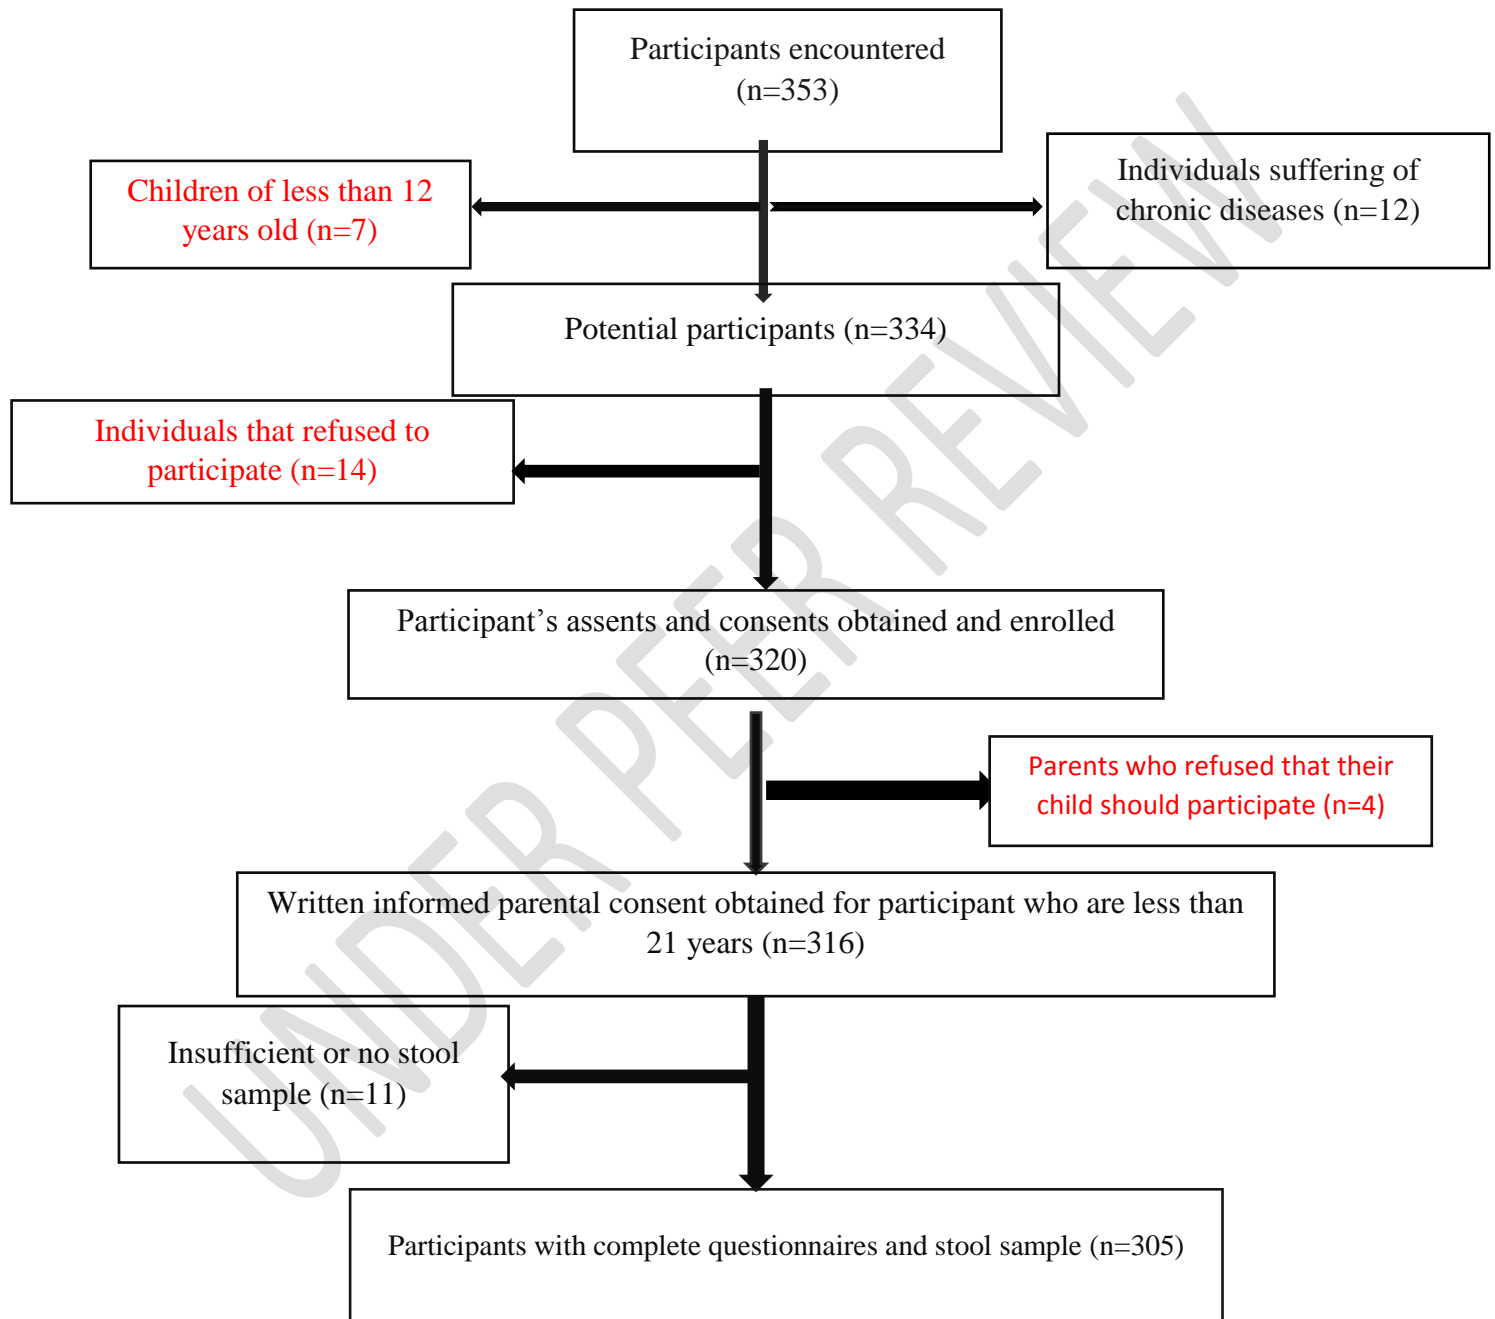 Participants encountered
(n=353)
Children of less than 12
years old (n=7)
Individuals suffering of
chronic diseases (n=12)
Potential participants (n=334)
Individuals that refused to
participate (n=14)
Participant’s assents and consents obtained and enrolled
(n=320)
Parents who refused that their
child should participate (n=4)
Written informed parental consent obtained for participant who are less than
21 years (n=316)
Insufficient or no stool
sample (n=11)
Participants with complete questionnaires and stool sample (n=305)
UNDER PEER REVIEW